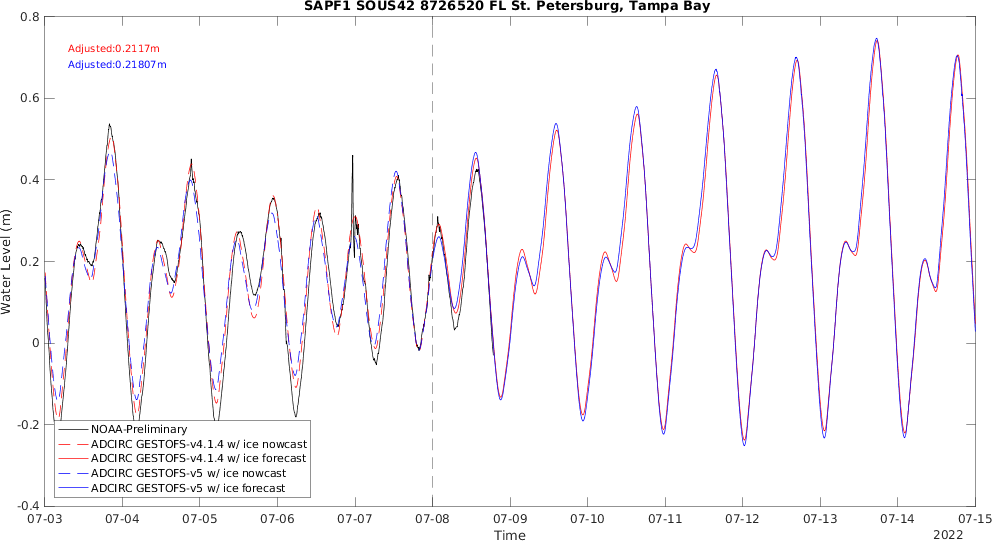 SAPF1 SOUS42 8726520 FL St. Petersburg, Tampa Bay
Adjusted:0.2117m
Adjusted:0.21807m
Water Level (m)
0.8
0.6
0.4
0.2
0
-0.2
-0.4
NOAA-Preliminary
ADCIRC GESTOFS-v4.1.4 w/ ice nowcast
ADCIRC GESTOFS-v4.1.4 w/ ice forecast
ADCIRC GESTOFS-v5 w/ ice nowcast
ADCIRC GESTOFS-v5 w/ ice forecast
07-03 07-04 07-05 07-06 07-07 07-08 07-09 07-10 07-11 07-12 07-13 07-14 07-15
Time
2022